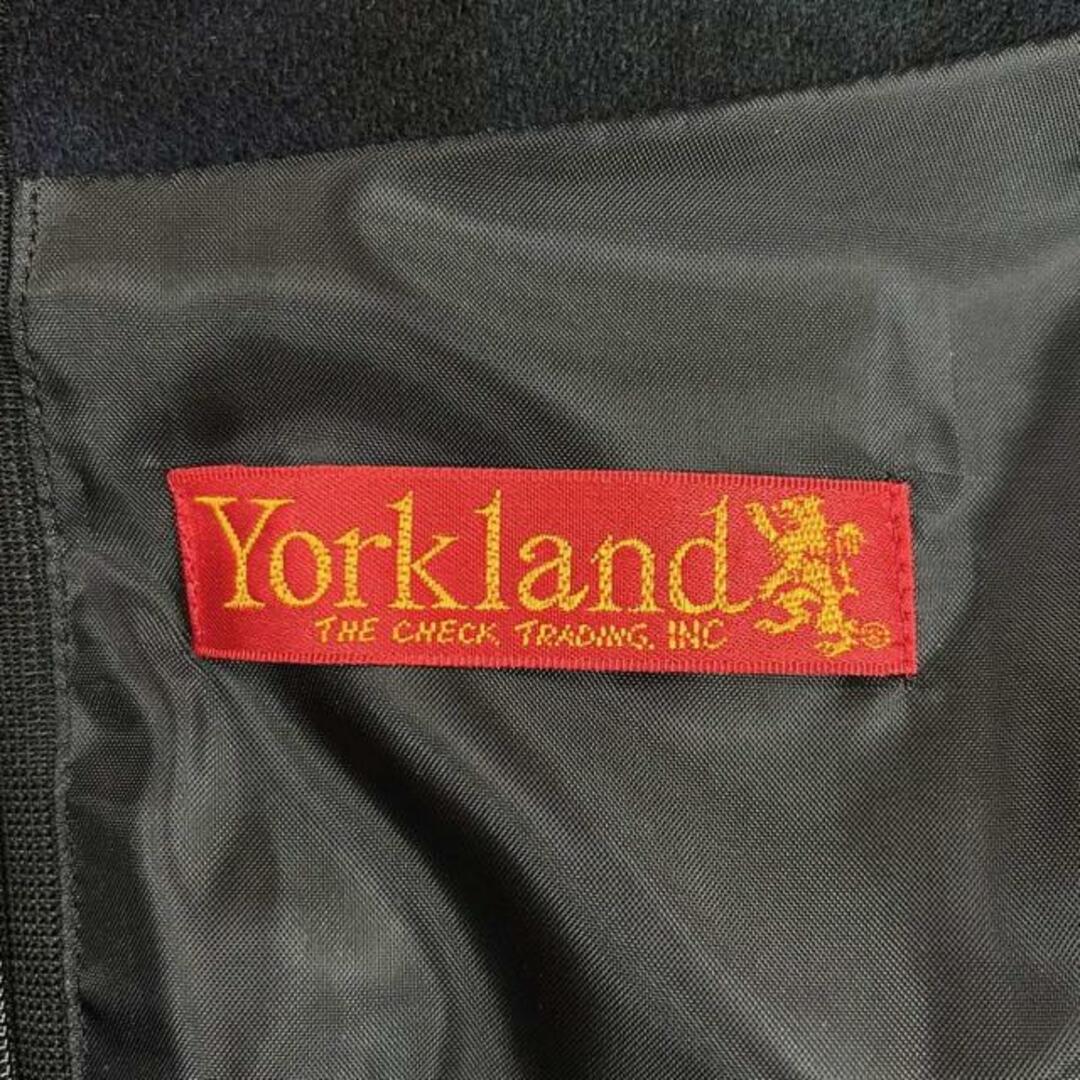 Yorkland
THE CHECK TRADING, INC
®